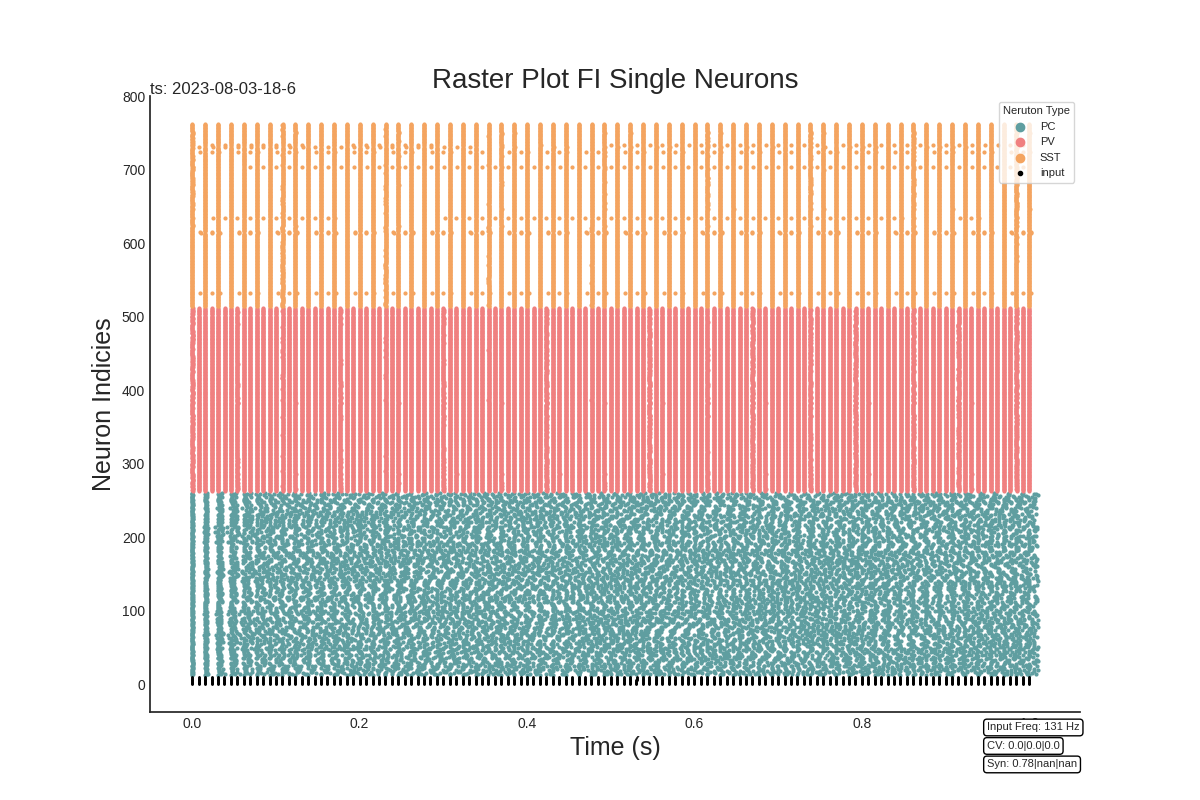 Raster Plot FI Single Neurons
ts: 2023-08-03-18-6
800
700
600
500
400
300
200
100
0
Neuron Indicies
Neruton Type
PC
PV
SST
input
0.0
0.2
0.4
0.6
0.8
Time (s)
Input Freq: 131 Hz
CV: 0.0|0.0|0.0
Syn: 0.78|nan|nan